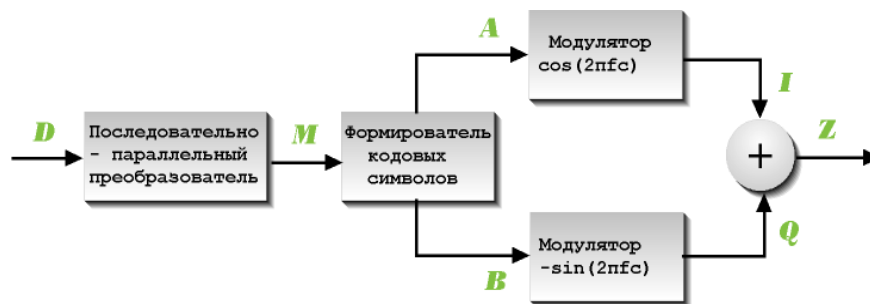 A
Модулятор
cos(2πfc)
I
D
Последовательно
- параллельный
преобразователь
M
Формирователь
кодовых
символов
+
Z
B
Модулятор
-sin(2πfc)
Q